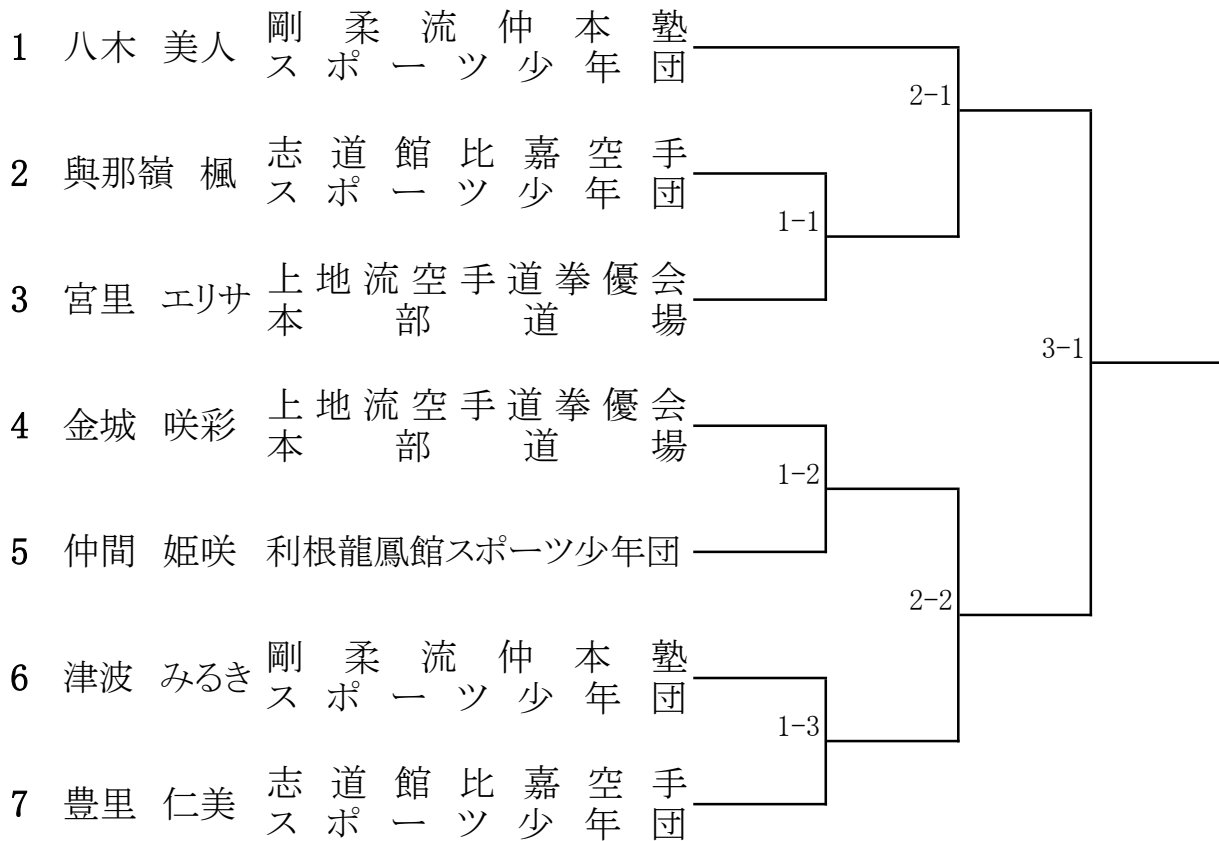 1 八木 美人 剛柔流仲本塾
スポーツ少年団
2-1
2 與那嶺 楓 志道館比嘉空手
スポーツ少年団
1-1
3 宮里 エリサ 上地流空手道拳優会
本部道場
3-1
4 金城 咲彩 上地流空手道拳優会
本部道場
1-2
5 仲間 姫咲 利根龍鳳館スポーツ少年団
2-2
6 津波 みるき 剛柔流仲本塾
スポーツ少年団
1-3
7 豊里 仁美 志道館比嘉空手
スポーツ少年団